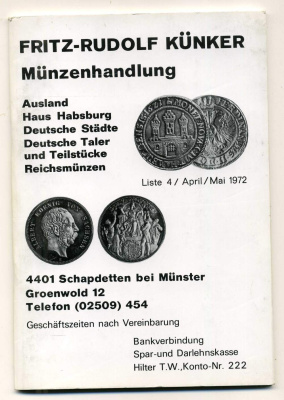 FRITZ-RUDOLF KÜNKER
Münzenhandlung
Ausland
Haus Habsburg
Deutsche Städte
Deutsche Taler
und Teilstücke
Reichsmünzen
Liste 4 / April/Mai 1972
4401 Schapdetten bei Münster
Groenwold 12
Telefon (02509) 454
Geschäftszeiten nach Vereinbarung
Bankverbindung
Spar-und Darlehnskasse
Hilter T.W., Konto-Nr. 222